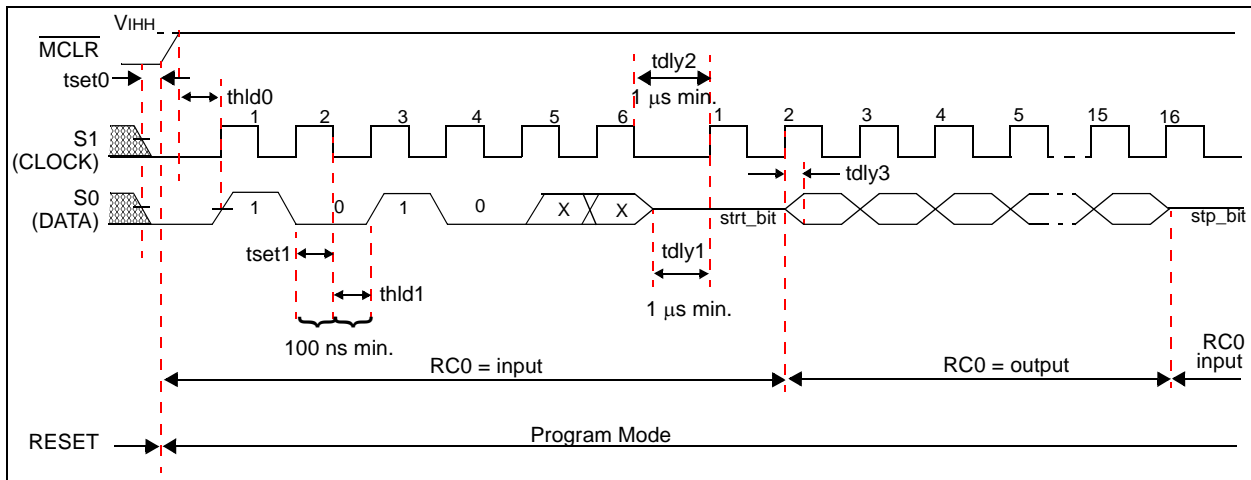 VIHH
MCLR
tset0
thld0
tdly2
1 μs min.
1 2 3 4 5 6 1 2 3 4 5 15 16
S1
(CLOCK)
tdly3
S0
(DATA)
1 0 1 0 X X strt_bit stp_bit
tset1
tdly1
thld1
1 μs min.
100 ns min.
RC0 = input
RC0 = output
RC0
input
RESET
Program Mode